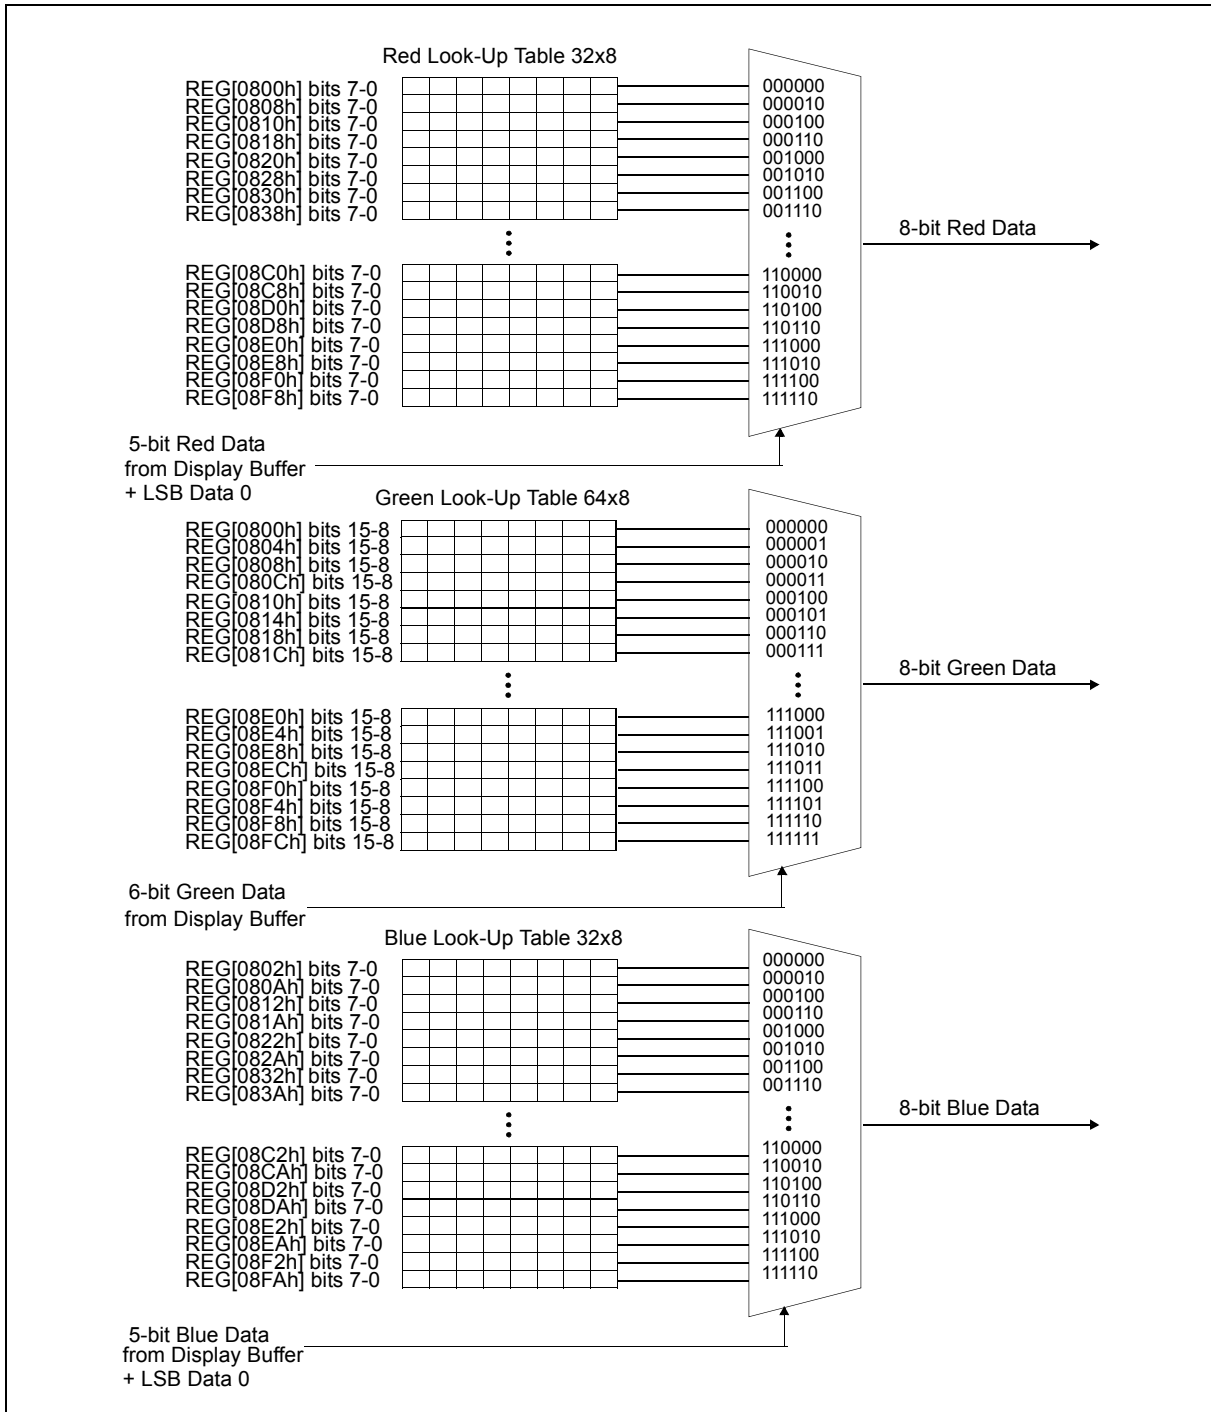 Red Look-Up Table 32x8
REG[0800h] bits 7-0
REG[0808h] bits 7-0
REG[0810h] bits 7-0
REG[0818h] bits 7-0
REG[0820h] bits 7-0
REG[0828h] bits 7-0
REG[0830h] bits 7-0
REG[0838h] bits 7-0
000000
000010
000100
000110
001000
001010
001100
001110
8-bit Red Data
REG[08C0h] bits 7-0
REG[08C8h] bits 7-0
REG[08D0h] bits 7-0
REG[08D8h] bits 7-0
REG[08E0h] bits 7-0
REG[08E8h] bits 7-0
REG[08F0h] bits 7-0
REG[08F8h] bits 7-0
110000
110010
110100
110110
111000
111010
111100
111110
5-bit Red Data
from Display Buffer
+ LSB Data 0
Green Look-Up Table 64x8
REG[0800h] bits 15-8
REG[0804h] bits 15-8
REG[0808h] bits 15-8
REG[080Ch] bits 15-8
REG[0810h] bits 15-8
REG[0814h] bits 15-8
REG[0818h] bits 15-8
REG[081Ch] bits 15-8
000000
000001
000010
000011
000100
000101
000110
000111
8-bit Green Data
REG[08E0h] bits 15-8
REG[08E4h] bits 15-8
REG[08E8h] bits 15-8
REG[08ECh] bits 15-8
REG[08F0h] bits 15-8
REG[08F4h] bits 15-8
REG[08F8h] bits 15-8
REG[08FCh] bits 15-8
111000
111001
111010
111011
111100
111101
111110
111111
6-bit Green Data
from Display Buffer
Blue Look-Up Table 32x8
REG[0802h] bits 7-0
REG[080Ah] bits 7-0
REG[0812h] bits 7-0
REG[081Ah] bits 7-0
REG[0822h] bits 7-0
REG[082Ah] bits 7-0
REG[0832h] bits 7-0
REG[083Ah] bits 7-0
000000
000010
000100
000110
001000
001010
001100
001110
8-bit Blue Data
REG[08C2h] bits 7-0
REG[08CAh] bits 7-0
REG[08D2h] bits 7-0
REG[08DAh] bits 7-0
REG[08E2h] bits 7-0
REG[08EAh] bits 7-0
REG[08F2h] bits 7-0
REG[08FAh] bits 7-0
110000
110010
110100
110110
111000
111010
111100
111110
5-bit Blue Data
from Display Buffer
+ LSB Data 0